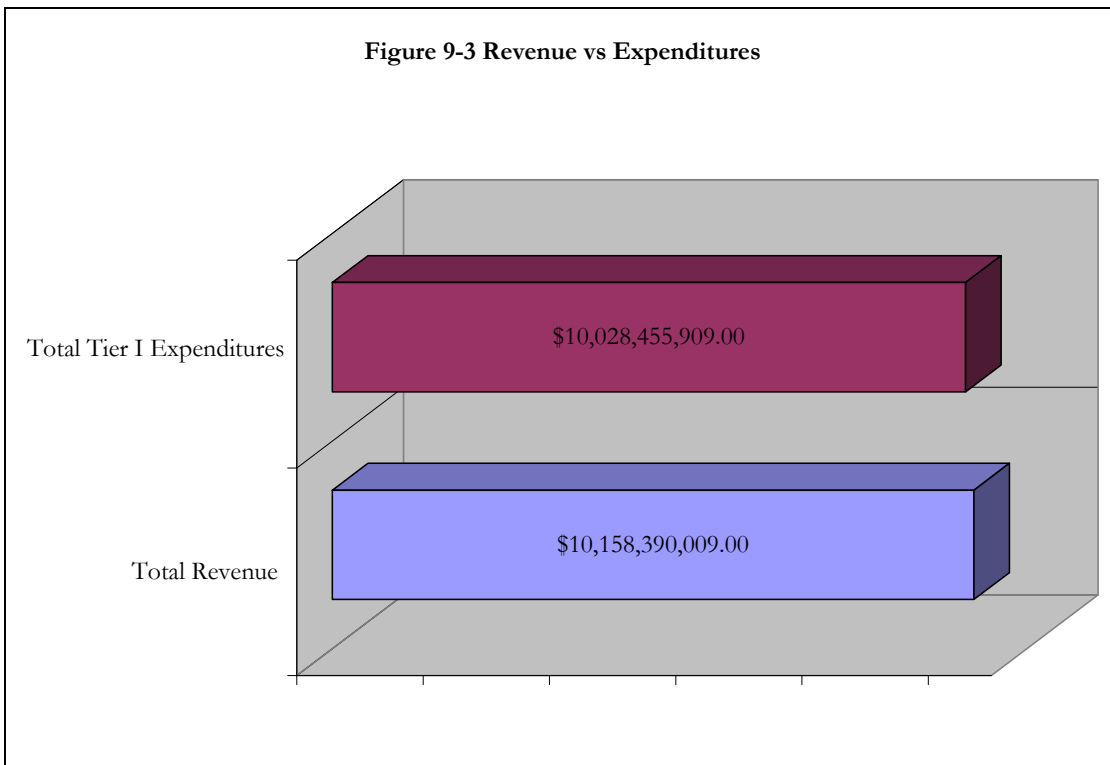 Figure 9-3 Revenue vs Expenditures
Total Tier I Expenditures
$10,028,455,909.00
Total Revenue
$10,158,390,009.00